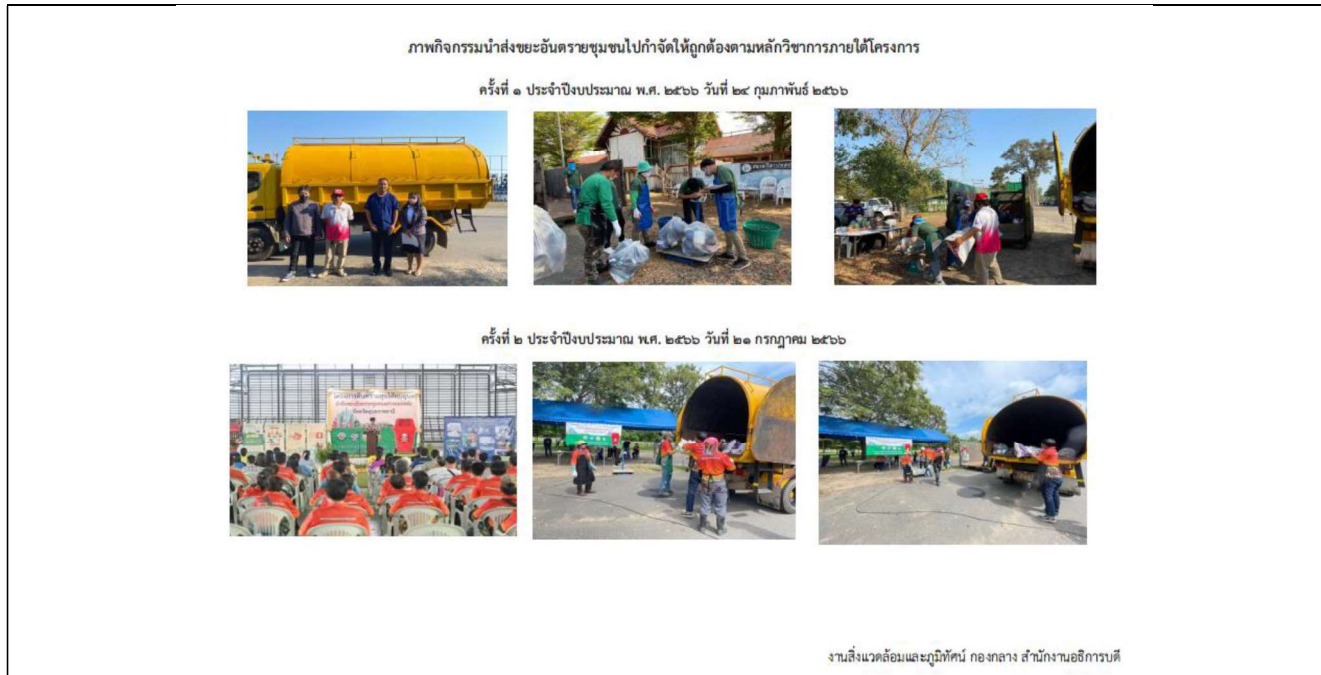 ภาพกิจกรรมนำส่งขยะอันตรายชุมชนไปกำจัดให้ถูกต้องตามหลักวิชาการภายใต้โครงการ
ครั้งที่ ๑ ประจำปีงบประมาณ พ.ศ. ๒๕๖๖ วันที่ ๒๔ กุมภาพันธ์ ๒๕๖๖
ครั้งที่ ๒ ประจำปีงบประมาณ พ.ศ. ๒๕๖๖ วันที่ ๒๑ กรกฎาคม ๒๕๖๖
งานสิ่งแวดล้อมและภูมิทัศน์ กองกลาง สำนักงานอธิการบดี